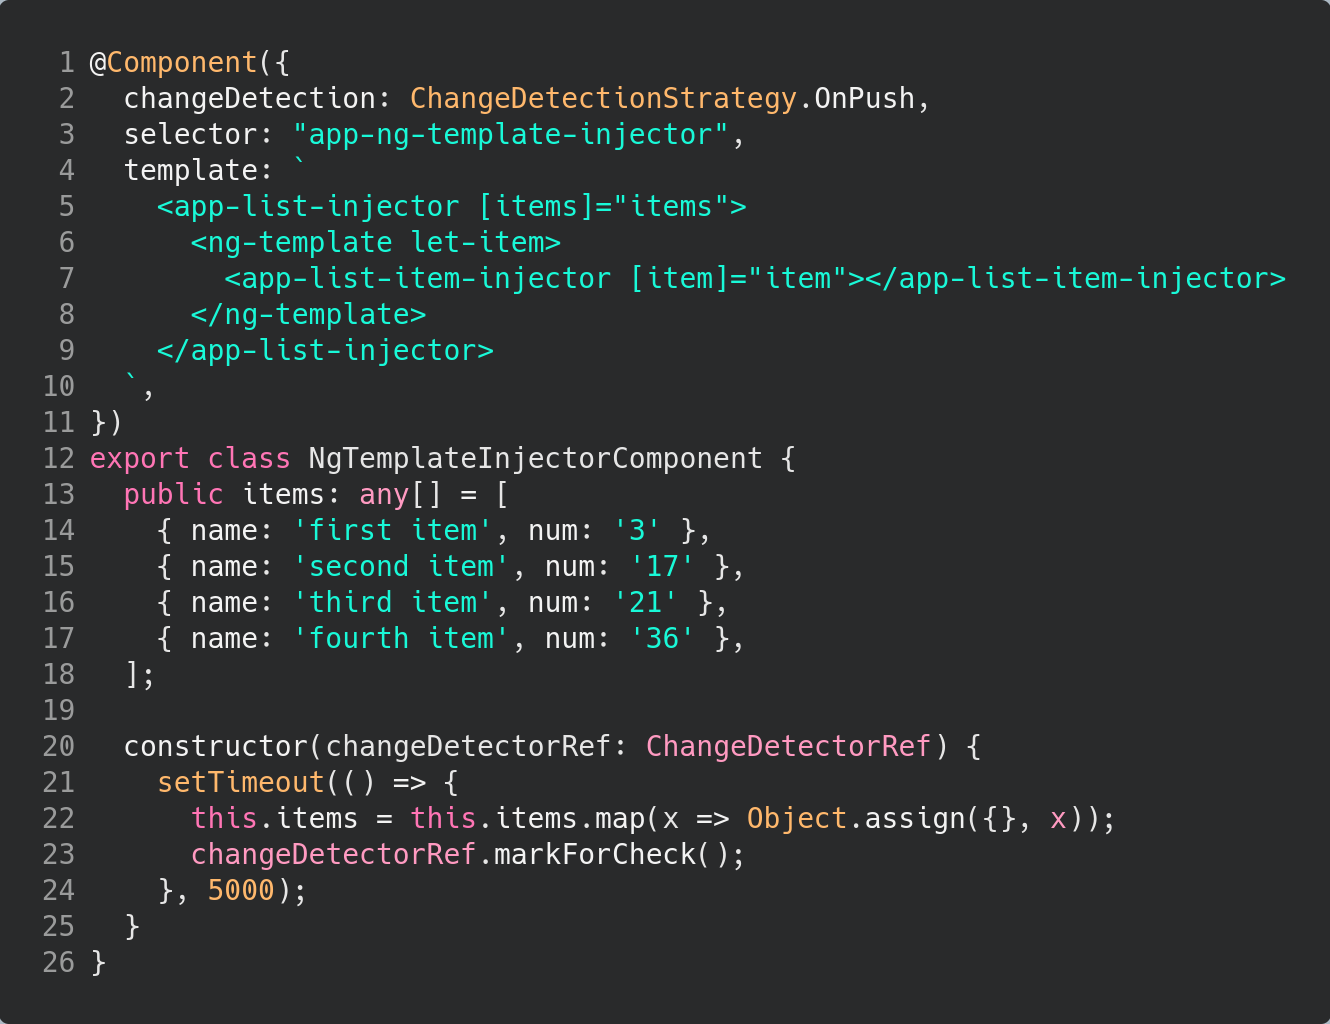 1 @Component({
2   changeDetection: ChangeDetectionStrategy.OnPush,
3   selector: "app-ng-template-injector",
4   template: `
5     <app-list-injector [items]="items">
6       <ng-template let-item>
7         <app-list-item-injector [item]="item"></app-list-item-injector>
8       </ng-template>
9     </app-list-injector>
10   `,
11 })
12 export class NgTemplateInjectorComponent {
13   public items: any[] = [
14     { name: 'first item', num: '3' },
15     { name: 'second item', num: '17' },
16     { name: 'third item', num: '21' },
17     { name: 'fourth item', num: '36' },
18   ];
19
20   constructor(changeDetectorRef: ChangeDetectorRef) {
21     setTimeout(() => {
22       this.items = this.items.map(x => Object.assign({}, x));
23       changeDetectorRef.markForCheck();
24     }, 5000);
25   }
26 }